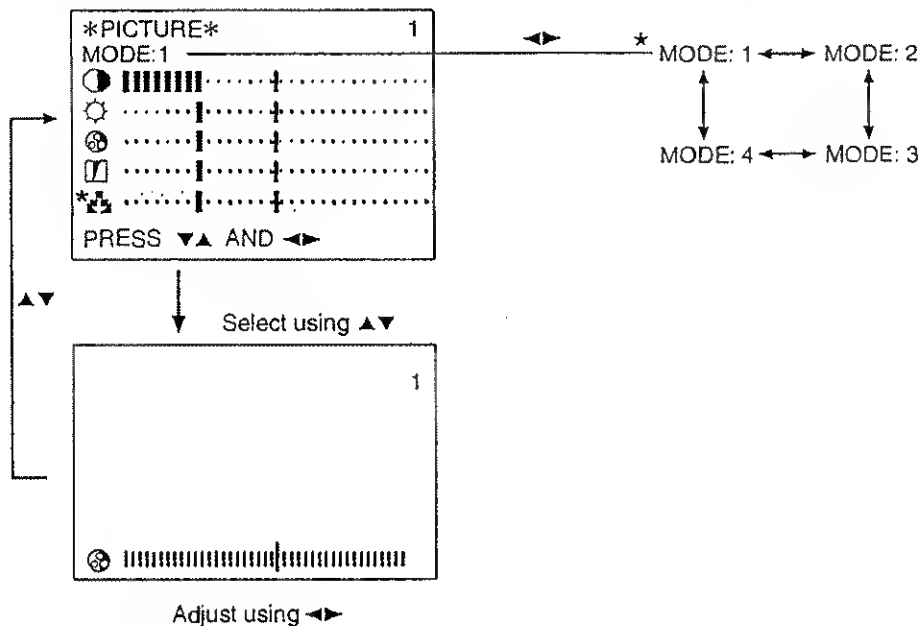 *PICTURE* 1
MODE:1
PRESS ▼▲ AND ◄►
◄►
* MODE: 1 ◄─► MODE: 2
MODE: 4 ◄─► MODE: 3
*
▲▼
Select using ▲▼
1
Adjust using ◄►